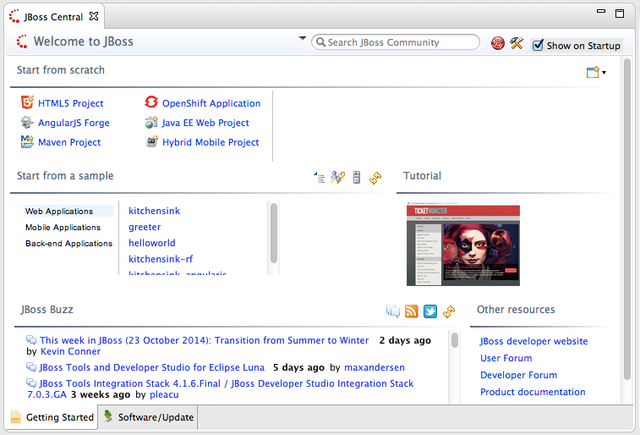 JBoss Central
Welcome to JBoss
Search JBoss Community
Show on Startup
Start from scratch
HTML5 Project
OpenShift Application
AngularJS Forge
Java EE Web Project
Maven Project
Hybrid Mobile Project
Start from a sample
Tutorial
Web Applications
Mobile Applications
Back-end Applications
kitchensink
greeter
helloworld
kitchensink-rf
kitchensink-angularjs
TICKETMONSTER
JBoss Buzz
Other resources
This week in JBoss (23 October 2014): Transition from Summer to Winter 2 days ago
by Kevin Conner
JBoss Tools and Developer Studio for Eclipse Luna 5 days ago by maxandersen
JBoss Tools Integration Stack 4.1.6.Final / JBoss Developer Studio Integration Stack
7.0.3.GA 3 weeks ago by pleacu
JBoss developer website
User Forum
Developer Forum
Product documentation
Getting Started
Software/Update